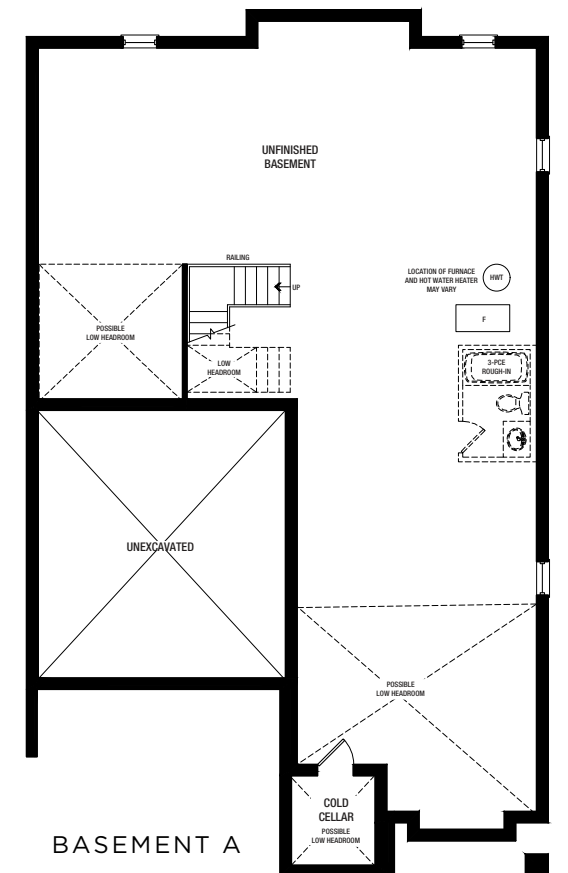 UNFINISHED
BASEMENT
RAILING
UP
LOCATION OF FURNACE
AND HOT WATER HEATER
MAY VARY
HWT
F
POSSIBLE
LOW HEADROOM
LOW
HEADROOM
3-PCE
ROUGH-IN
UNEXCAVATED
POSSIBLE
LOW HEADROOM
COLD
CELLAR
POSSIBLE
LOW HEADROOM
BASEMENT A